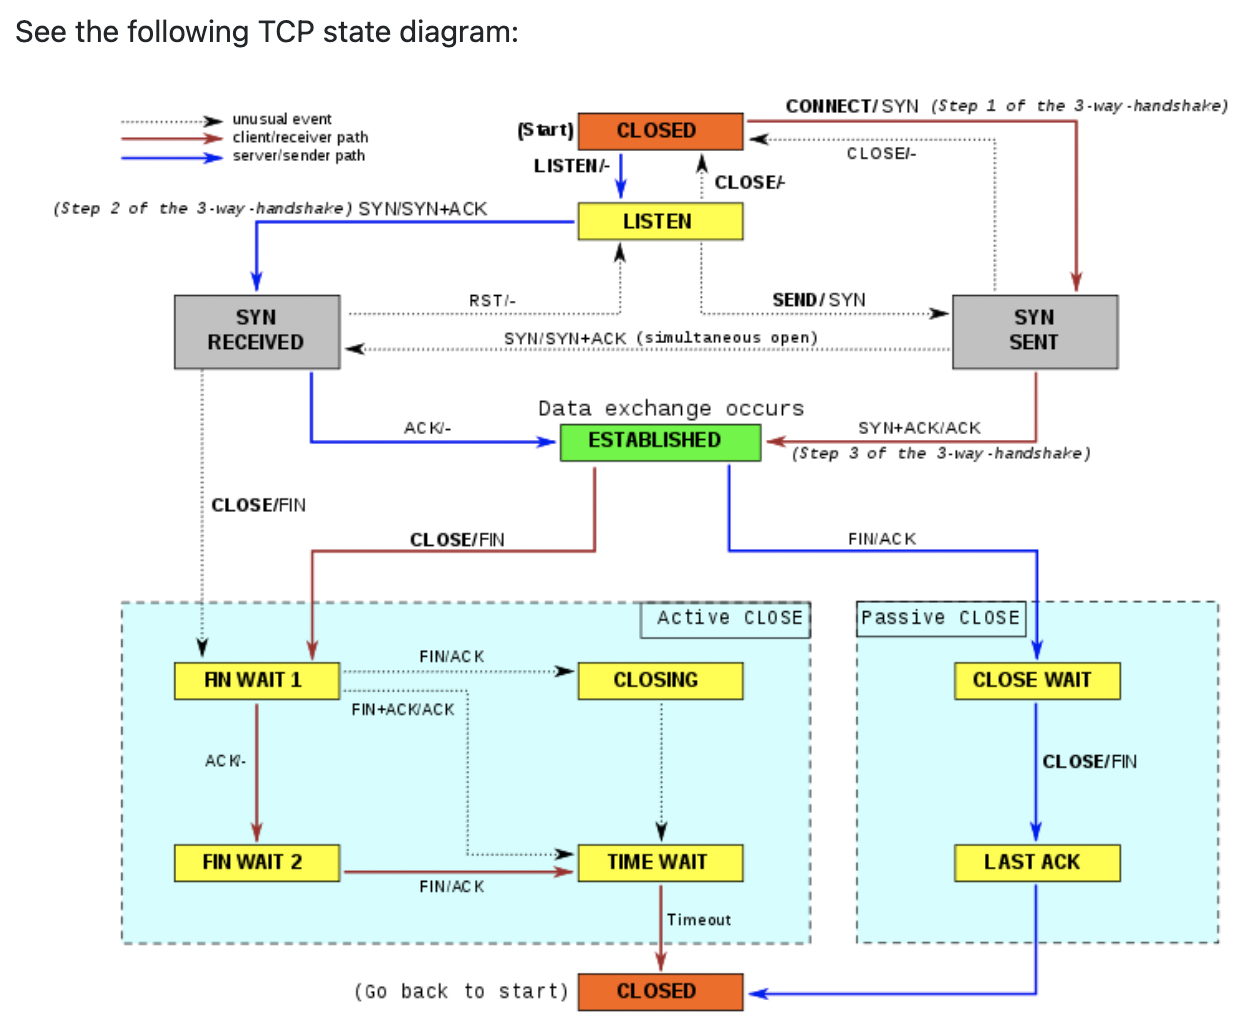 See the following TCP state diagram:
CONNECT/SYN (Step 1 of the 3-way-handshake)
unusual event
client/receiver path
server/sender path
(Start)
CLOSED
CLOSE/-
LISTEN/-
CLOSE/-
(Step 2 of the 3-way-handshake) SYN/SYN+ACK
LISTEN
RST/-
SEND/SYN
SYN
RECEIVED
SYN
SENT
SYN/SYN+ACK (simultaneous open)
Data exchange occurs
ACK/-
ESTABLISHED
SYN+ACK/ACK
(Step 3 of the 3-way-handshake)
CLOSE/FIN
CLOSE/FIN
FIN/ACK
Active CLOSE
Passive CLOSE
FIN/ACK
FIN WAIT 1
CLOSING
CLOSE WAIT
FIN+ACK/ACK
ACK/-
CLOSE/FIN
FIN WAIT 2
TIME WAIT
LAST ACK
FIN/ACK
Timeout
(Go back to start)
CLOSED